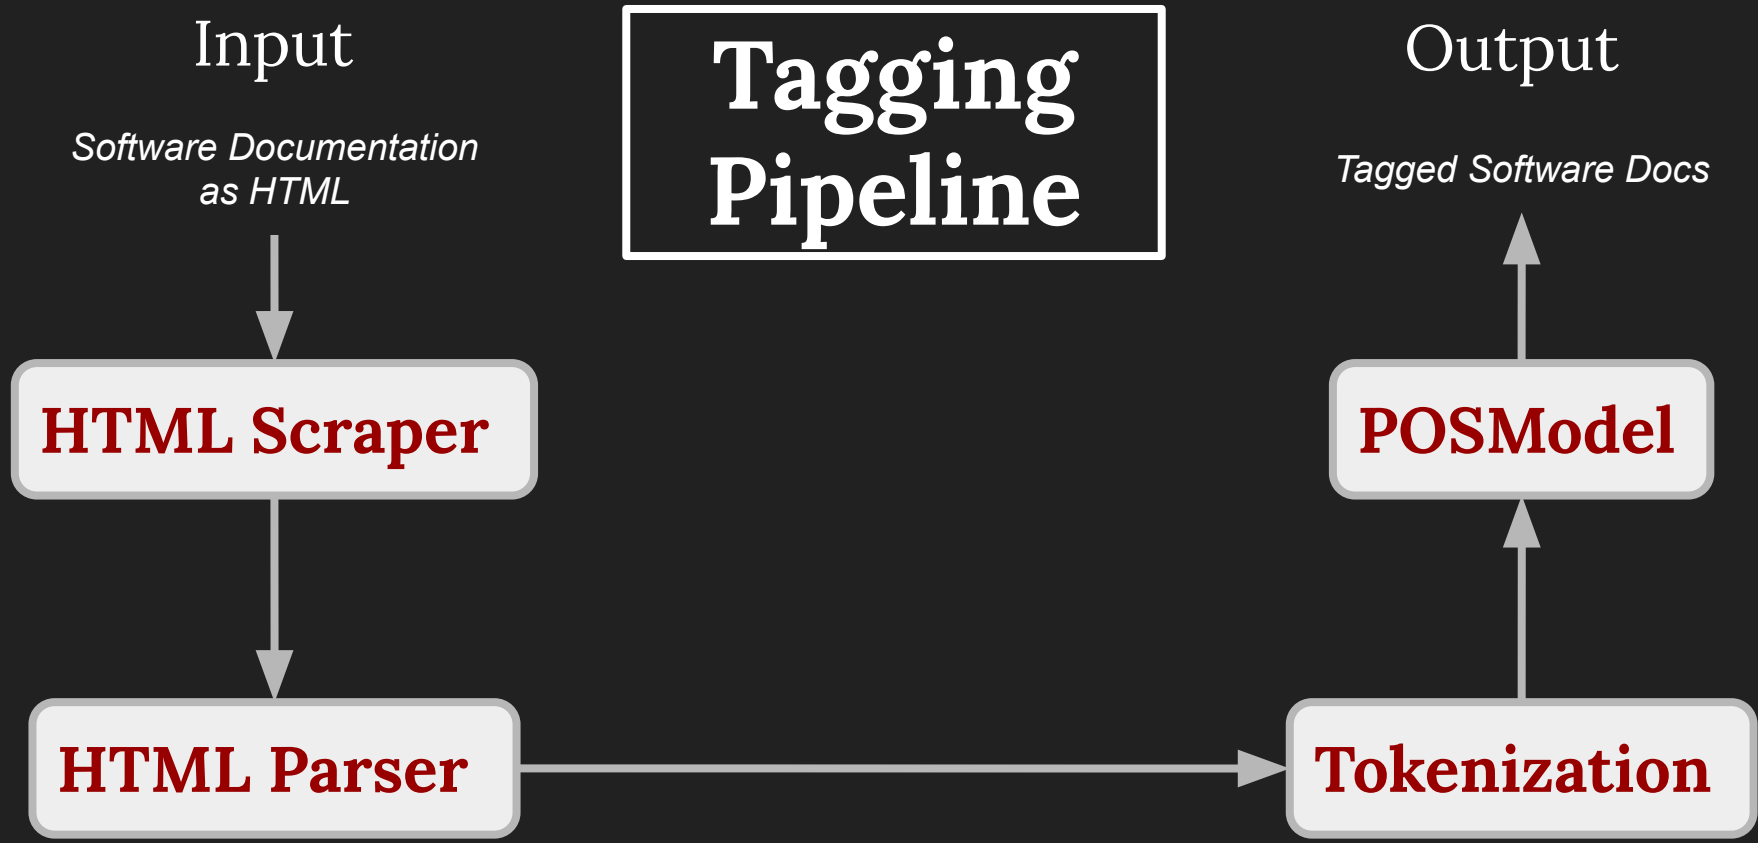 Input
Software Documentation
as HTML
Tagging
Pipeline
Output
Tagged Software Docs
HTML Scraper
POSModel
HTML Parser
Tokenization